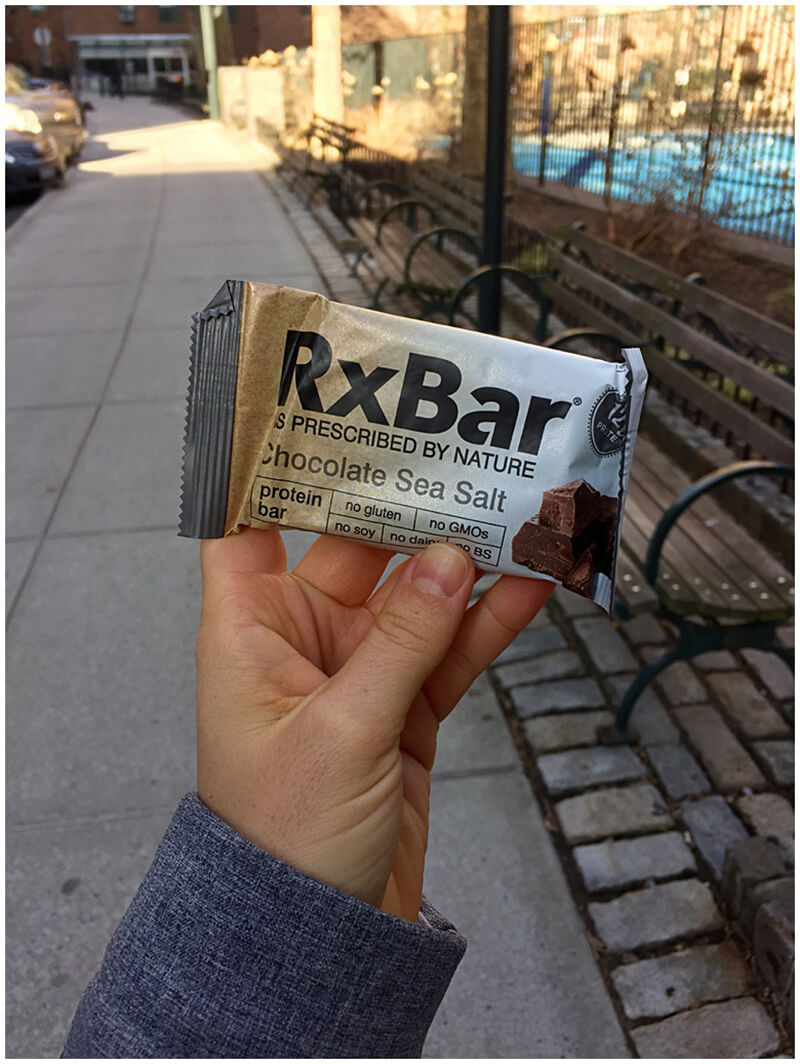 RxBar®
S PRESCRIBED BY NATURE
Chocolate Sea Salt
protein
bar
no gluten
no GMOs
no soy
no dairy
no BS